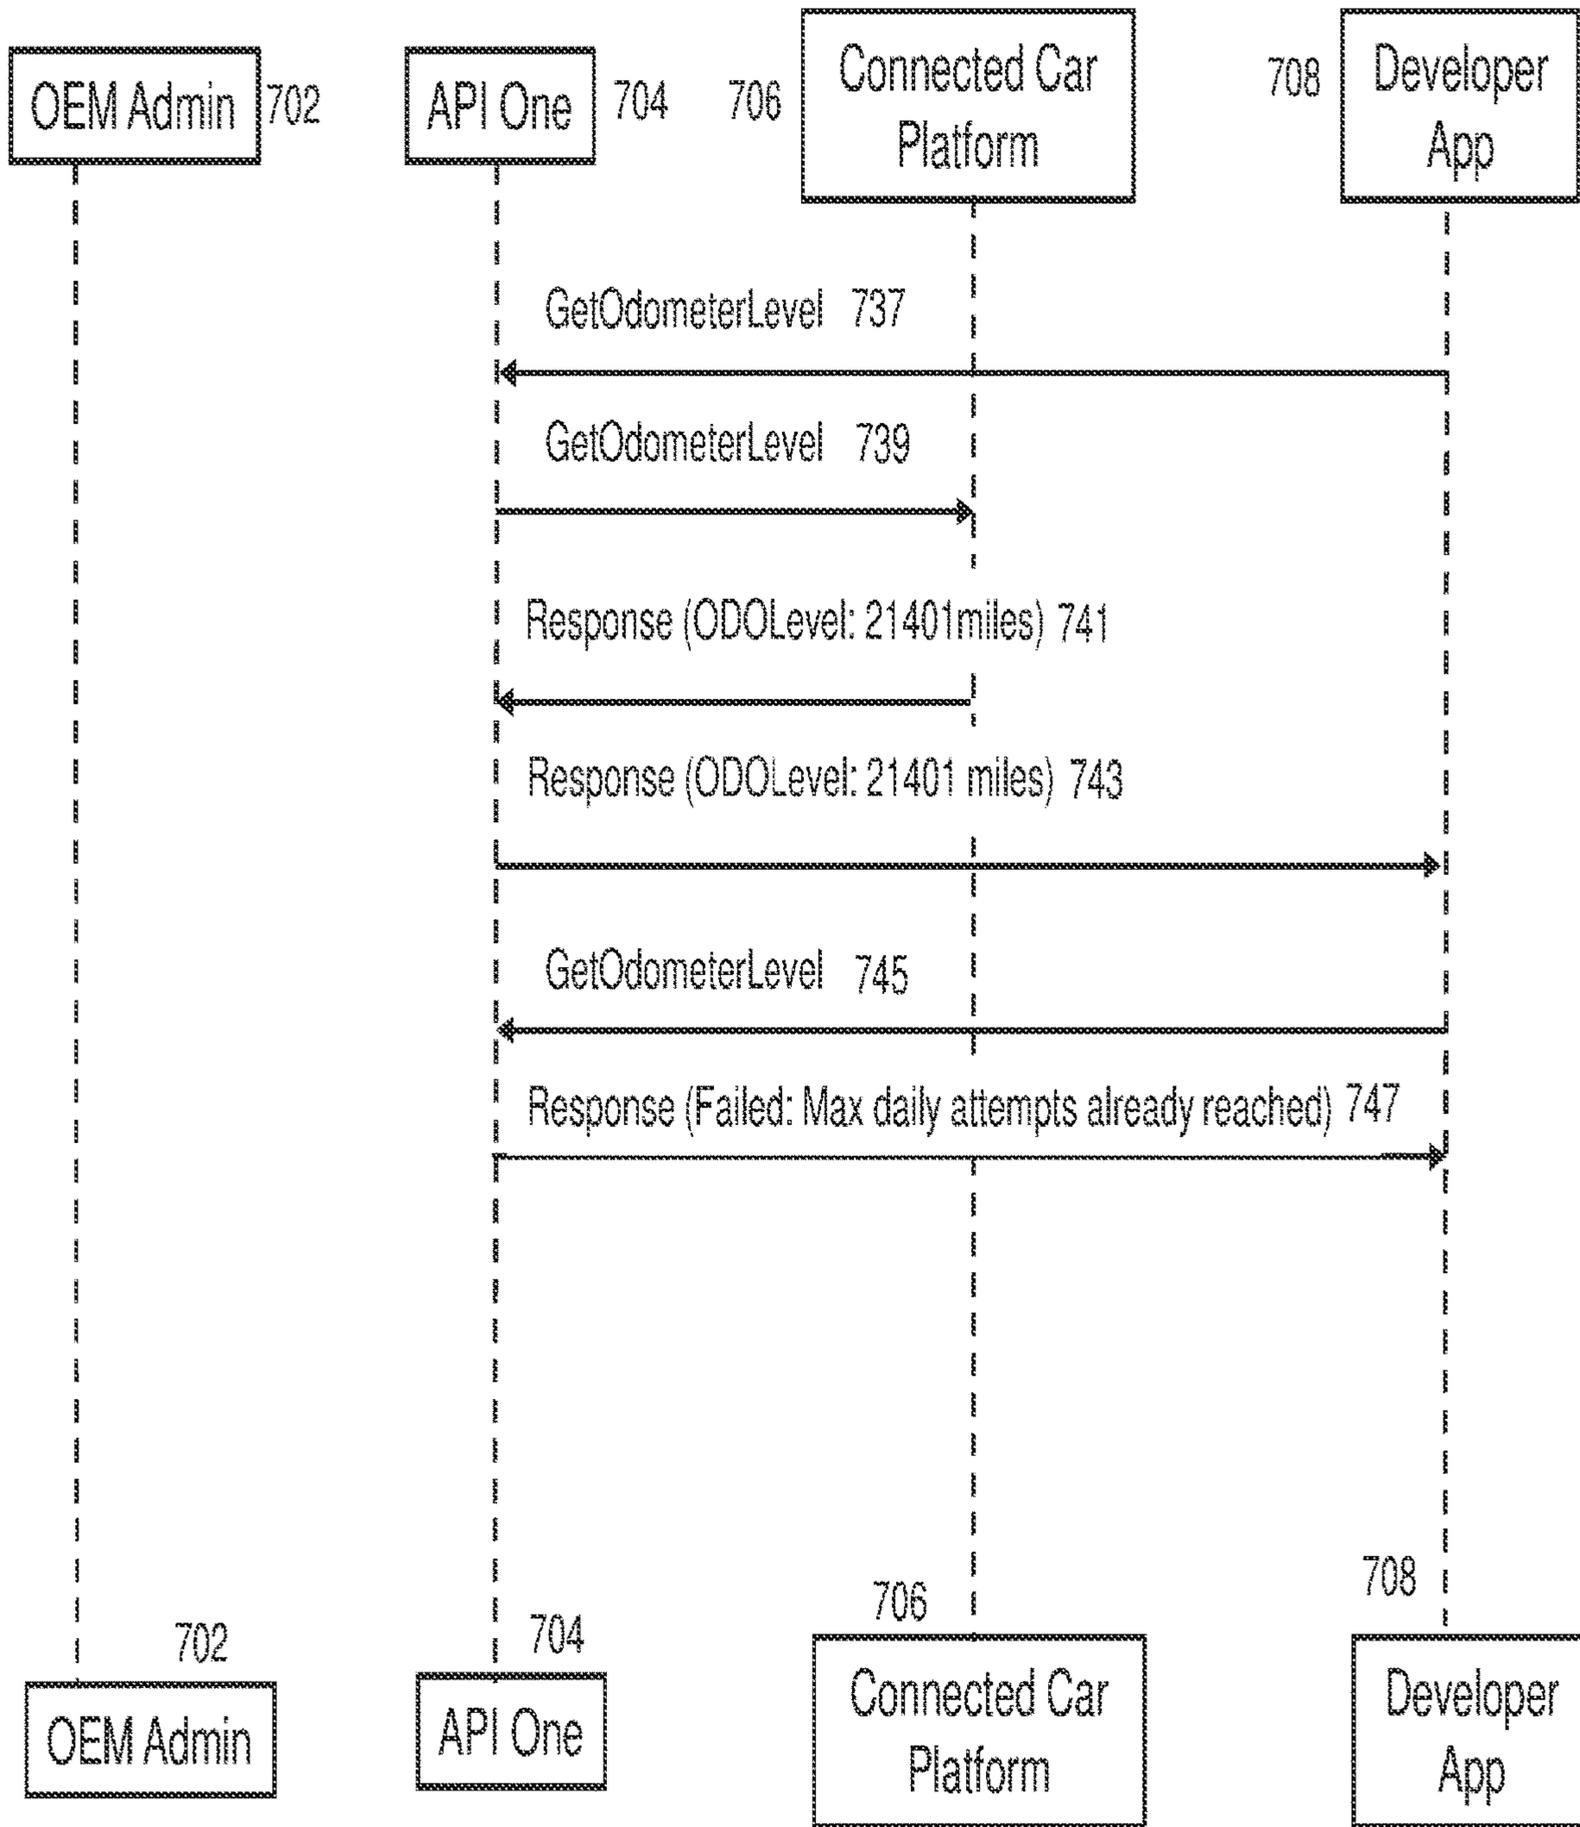 OEM Admin 702
API One 704
706 Connected Car
Platform
708 Developer
App
GetOdometerLevel 737
GetOdometerLevel 739
Response (ODOLevel: 21401miles) 741
Response (ODOLevel: 21401 miles) 743
GetOdometerLevel 745
Response (Failed: Max daily attempts already reached) 747
702
OEM Admin
704
API One
706
Connected Car
Platform
708
Developer
App